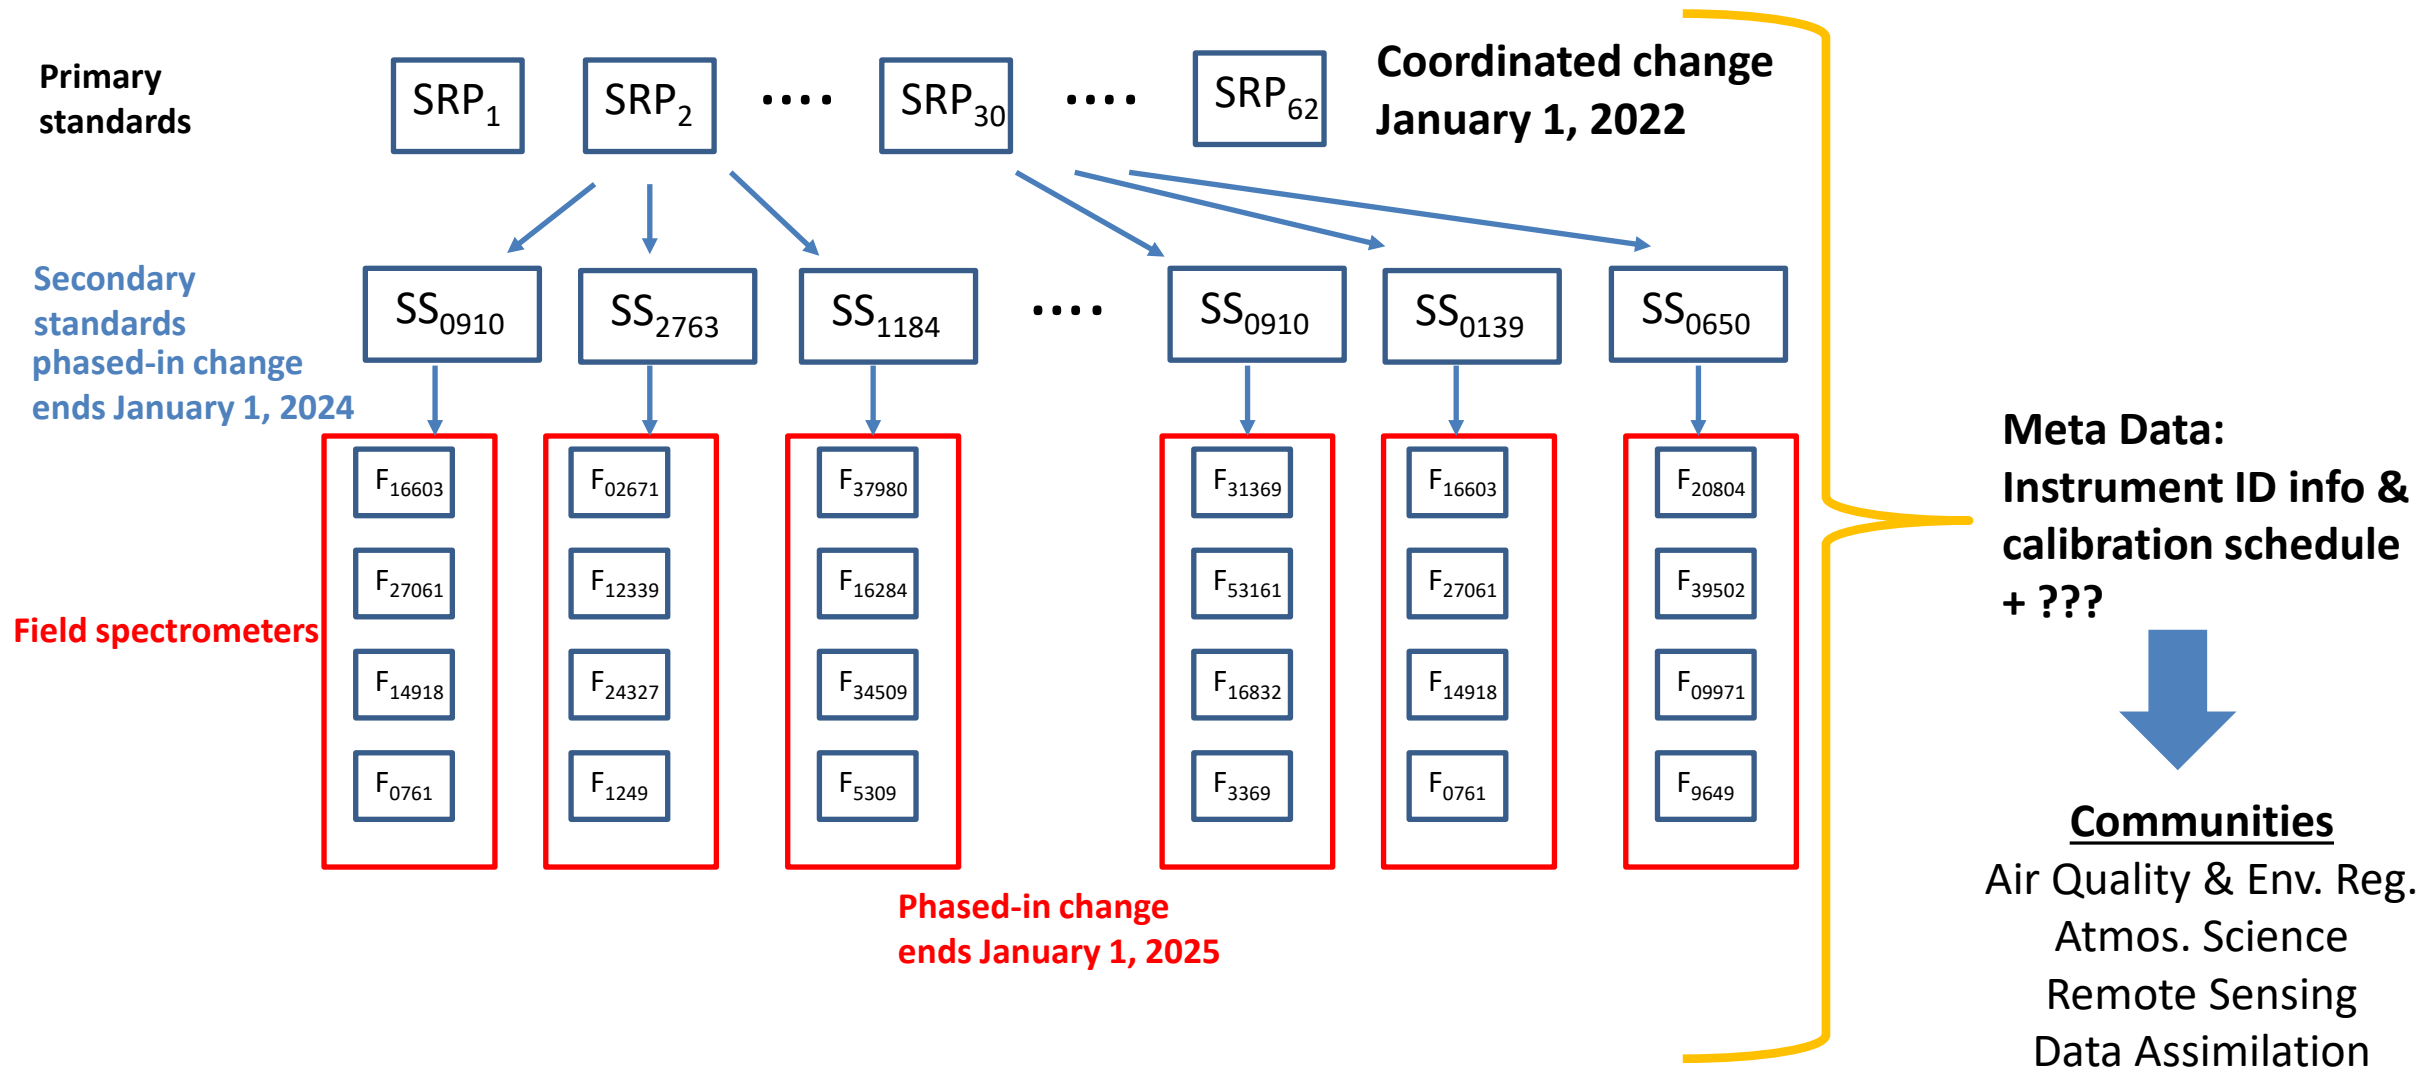 Primary
standards
SRP1
SRP2
....
SRP30
....
SRP62
Coordinated change
January 1, 2022
Secondary
standards
phased-in change
ends January 1, 2024
SS0910
SS2763
SS1184
....
SS0910
SS0139
SS0650
Field spectrometers
F16603
F27061
F14918
F0761
F02671
F12339
F24327
F1249
F37980
F16284
F34509
F5309
F31369
F53161
F16832
F3369
F16603
F27061
F14918
F0761
F20804
F39502
F09971
F9649
Phased-in change
ends January 1, 2025
Meta Data:
Instrument ID info &
calibration schedule
+ ???
Communities
Air Quality & Env. Reg.
Atmos. Science
Remote Sensing
Data Assimilation